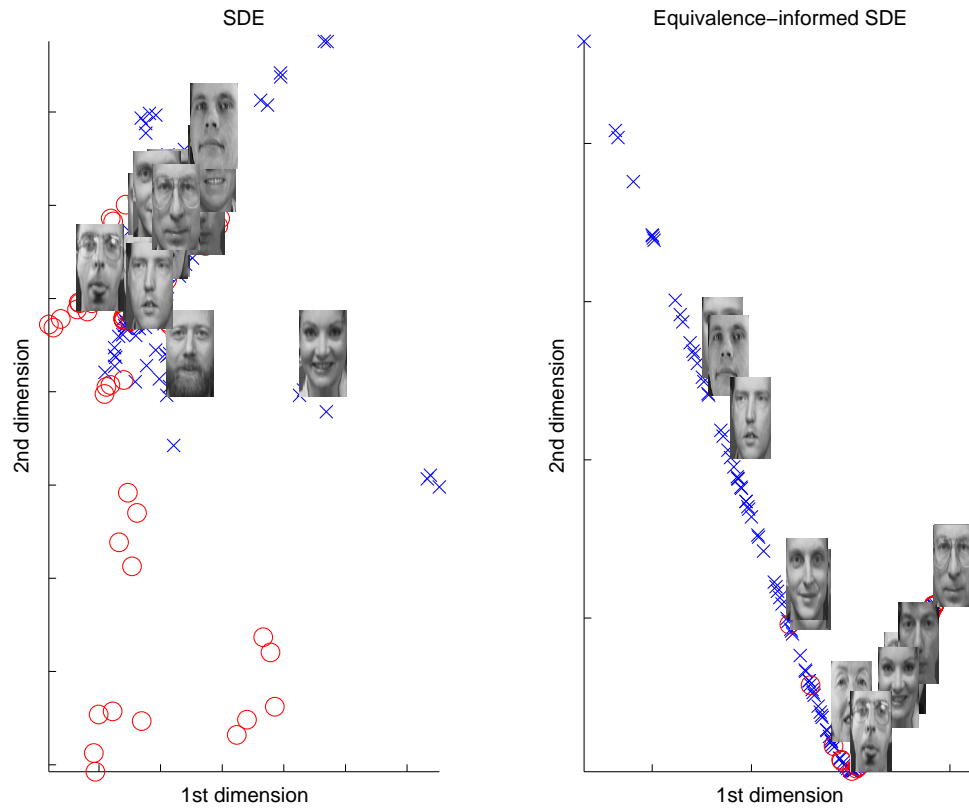 SDE
2nd dimension
1st dimension
Equivalence−informed SDE
2nd dimension
1st dimension